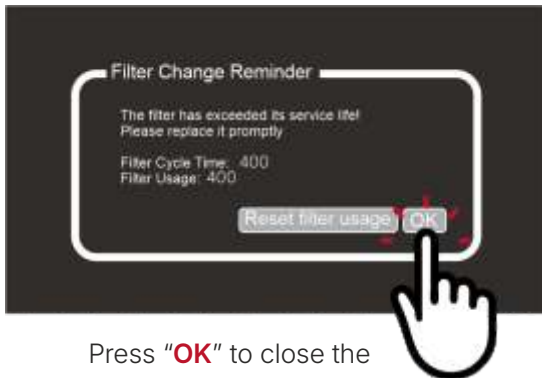 Filter Change Reminder
The filter has exceeded its service life!
Please replace it promptly
Filter Cycle Time: 400
Filter Usage: 400
Reset filter usage OK
Press "OK" to close the